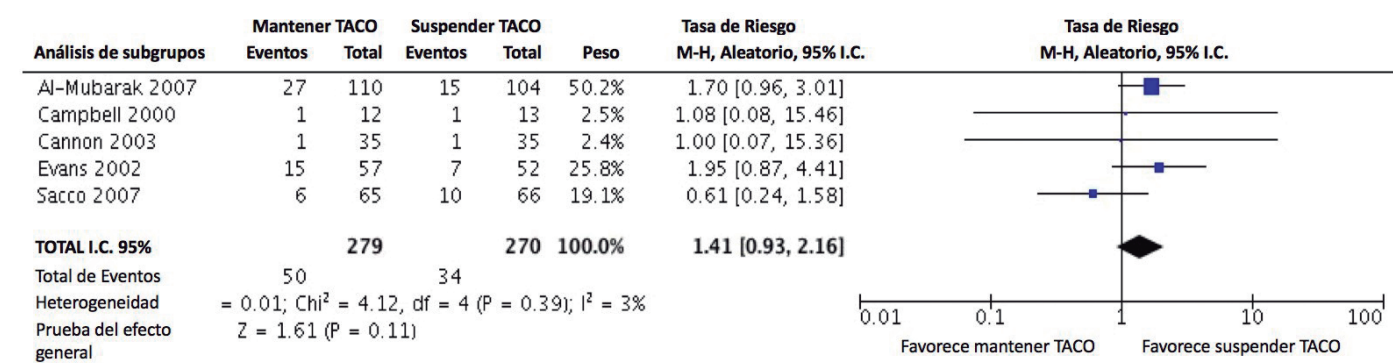 Mantener TACO Suspender TACO Tasa de Riesgo Tasa de Riesgo
Análisis de subgrupos Eventos Total Eventos Total Peso M-H, Aleatorio, 95% I.C. M-H, Aleatorio, 95% I.C.
Al-Mubarak 2007 27 110 15 104 50.2% 1.70 [0.96, 3.01]
Campbell 2000 1 12 1 13 2.5% 1.08 [0.08, 15.46]
Cannon 2003 1 35 1 35 2.4% 1.00 [0.07, 15.36]
Evans 2002 15 57 7 52 25.8% 1.95 [0.87, 4.41]
Sacco 2007 6 65 10 66 19.1% 0.61 [0.24, 1.58]
TOTAL I.C. 95% 279 270 100.0% 1.41 [0.93, 2.16]
Total de Eventos 50 34
Heterogeneidad = 0.01; Chi² = 4.12, df = 4 (P = 0.39); I² = 3%
Prueba del efecto Z = 1.61 (P = 0.11)
general
0.01 0.1 1 10 100
Favorece mantener TACO Favorece suspender TACO